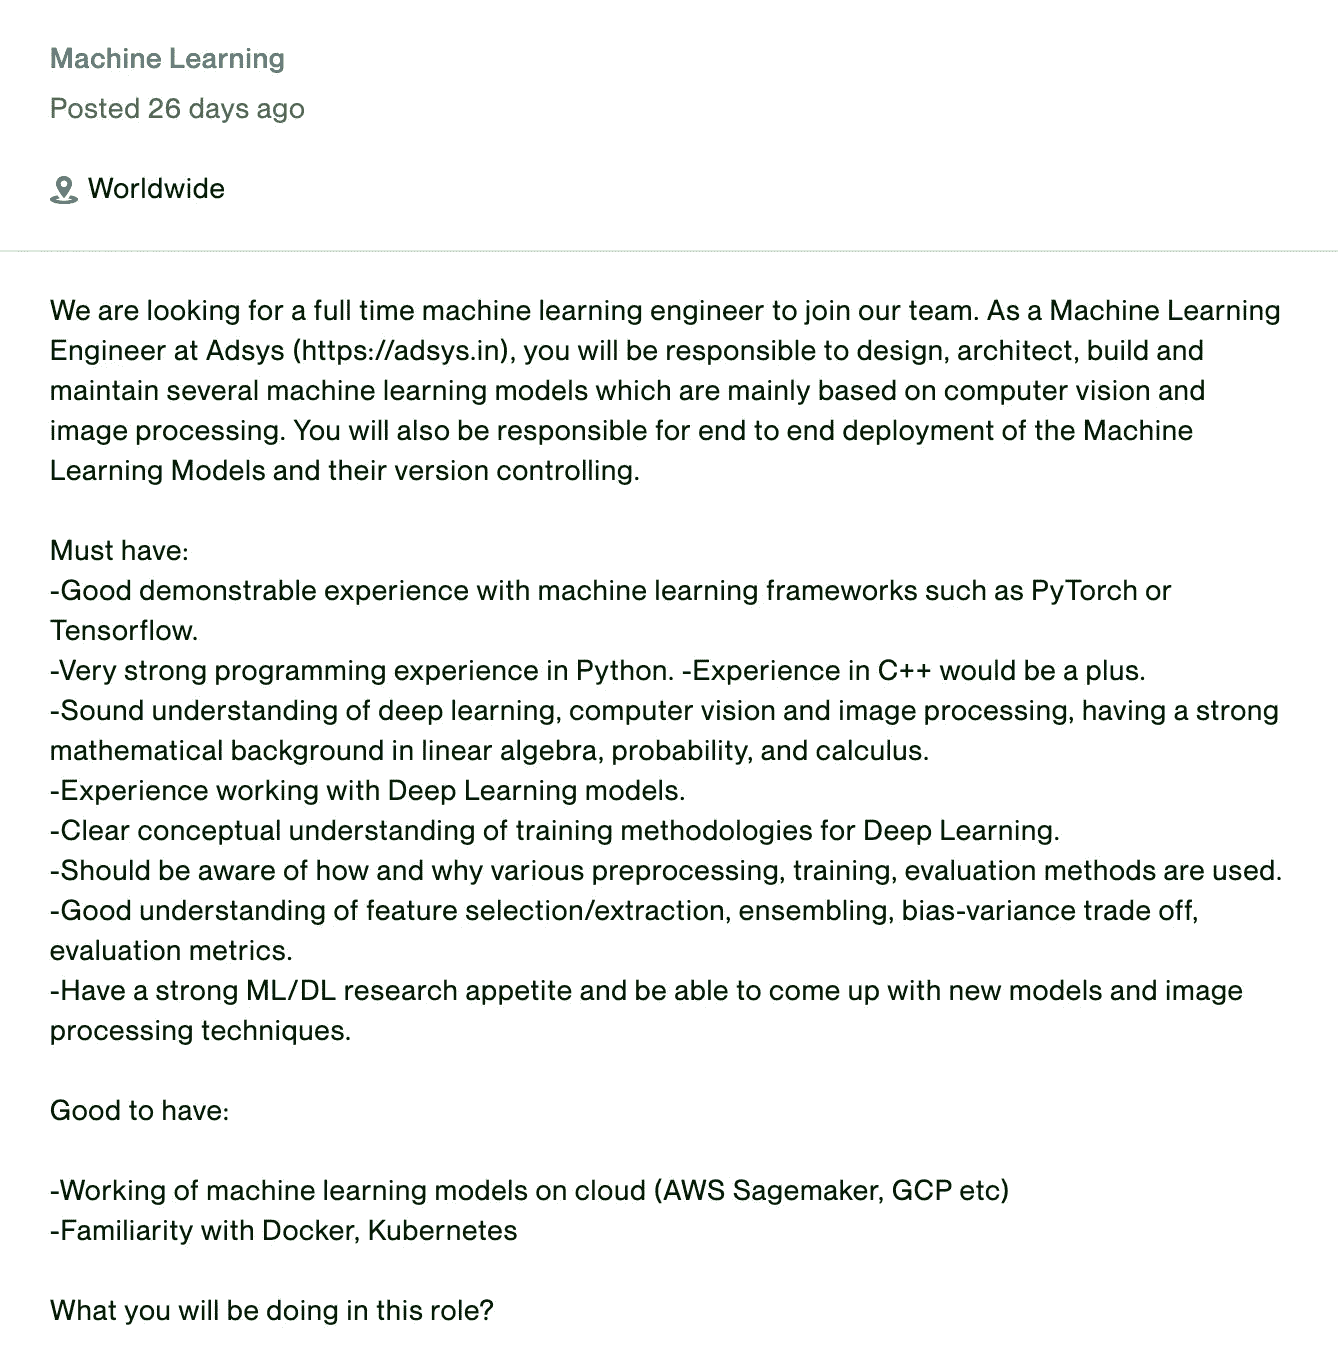 Machine Learning
Posted 26 days ago
Worldwide
We are looking for a full time machine learning engineer to join our team. As a Machine Learning
Engineer at Adsys (https://adsys.in), you will be responsible to design, architect, build and
maintain several machine learning models which are mainly based on computer vision and
image processing. You will also be responsible for end to end deployment of the Machine
Learning Models and their version controlling.
Must have:
-Good demonstrable experience with machine learning frameworks such as PyTorch or
Tensorflow.
-Very strong programming experience in Python. -Experience in C++ would be a plus.
-Sound understanding of deep learning, computer vision and image processing, having a strong
mathematical background in linear algebra, probability, and calculus.
-Experience working with Deep Learning models.
-Clear conceptual understanding of training methodologies for Deep Learning.
-Should be aware of how and why various preprocessing, training, evaluation methods are used.
-Good understanding of feature selection/extraction, ensembling, bias-variance trade off,
evaluation metrics.
-Have a strong ML/DL research appetite and be able to come up with new models and image
processing techniques.
Good to have:
-Working of machine learning models on cloud (AWS Sagemaker, GCP etc)
-Familiarity with Docker, Kubernetes
What you will be doing in this role?